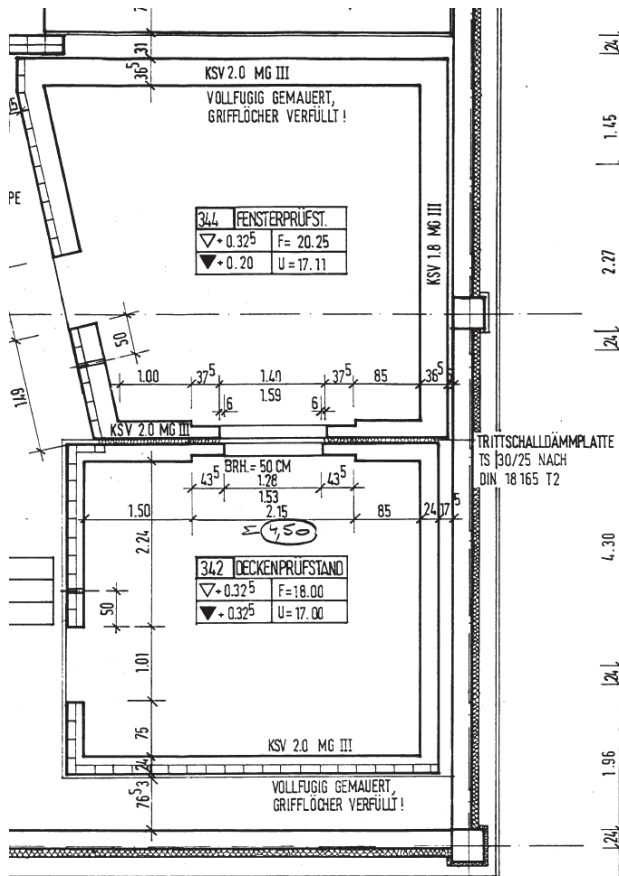 31
36⁵
KSV 2.0 MG III
VOLLFUGIG GEMAUERT,
GRIFFLÖCHER VERFÜLLT !
24
1.45
PE
344 FENSTERPRÜFST.
▽+ 0.32⁵ F= 20.25
▼+ 0.20 U=17.11
KSV 1.8 MG III
2.27
50
24
1.49
1.00 37⁵ 1.40 37⁵ 85 36⁵ 5
1.59
6 6
KSV 2.0 MG III
TRITTSCHALLDÄMMPLATTE
TS 30/25 NACH
DIN 18 165 T2
BRH.= 50 CM
43⁵ 1.28 43⁵
1.53
1.50 2.15 85 24 17⁵
Σ 4,50
2.24
4.30
342 DECKENPRÜFSTAND
▽+ 0.32⁵ F=18.00
▼+ 0.32⁵ U=17.00
50
1.01
24
75
KSV 2.0 MG III
24
1.96
3
76⁵
VOLLFUGIG GEMAUERT,
GRIFFLÖCHER VERFÜLLT !
24